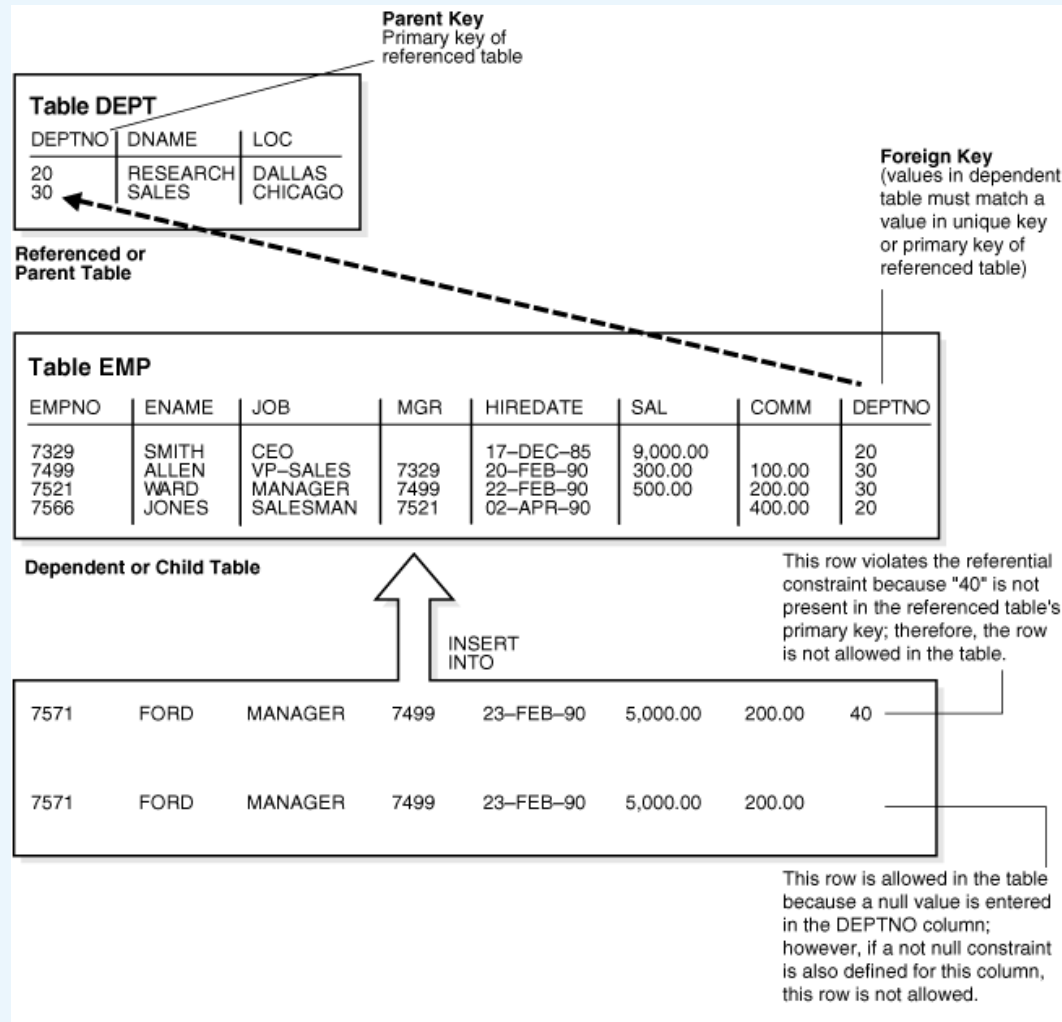 Parent Key
Primary key of
referenced table
Table DEPT
DEPTNO DNAME LOC
20 RESEARCH DALLAS
30 SALES CHICAGO
Referenced or
Parent Table
Foreign Key
(values in dependent
table must match a
value in unique key
or primary key of
referenced table)
Table EMP
EMPNO ENAME JOB MGR HIREDATE SAL COMM DEPTNO
7329 SMITH CEO 17–DEC–85 9,000.00 20
7499 ALLEN VP–SALES 7329 20–FEB–90 300.00 100.00 30
7521 WARD MANAGER 7499 22–FEB–90 500.00 200.00 30
7566 JONES SALESMAN 7521 02–APR–90 400.00 20
Dependent or Child Table
This row violates the referential
constraint because "40" is not
present in the referenced table's
primary key; therefore, the row
is not allowed in the table.
INSERT
INTO
7571 FORD MANAGER 7499 23–FEB–90 5,000.00 200.00 40
7571 FORD MANAGER 7499 23–FEB–90 5,000.00 200.00
This row is allowed in the table
because a null value is entered
in the DEPTNO column;
however, if a not null constraint
is also defined for this column,
this row is not allowed.